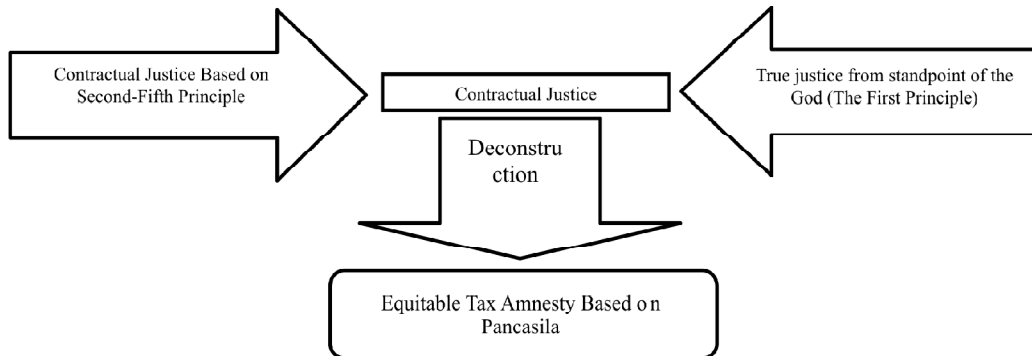 Contractual Justice Based on
Second-Fifth Principle
Contractual Justice
True justice from standpoint of the
God (The First Principle)
Deconstru
ction
Equitable Tax Amnesty Based on
Pancasila